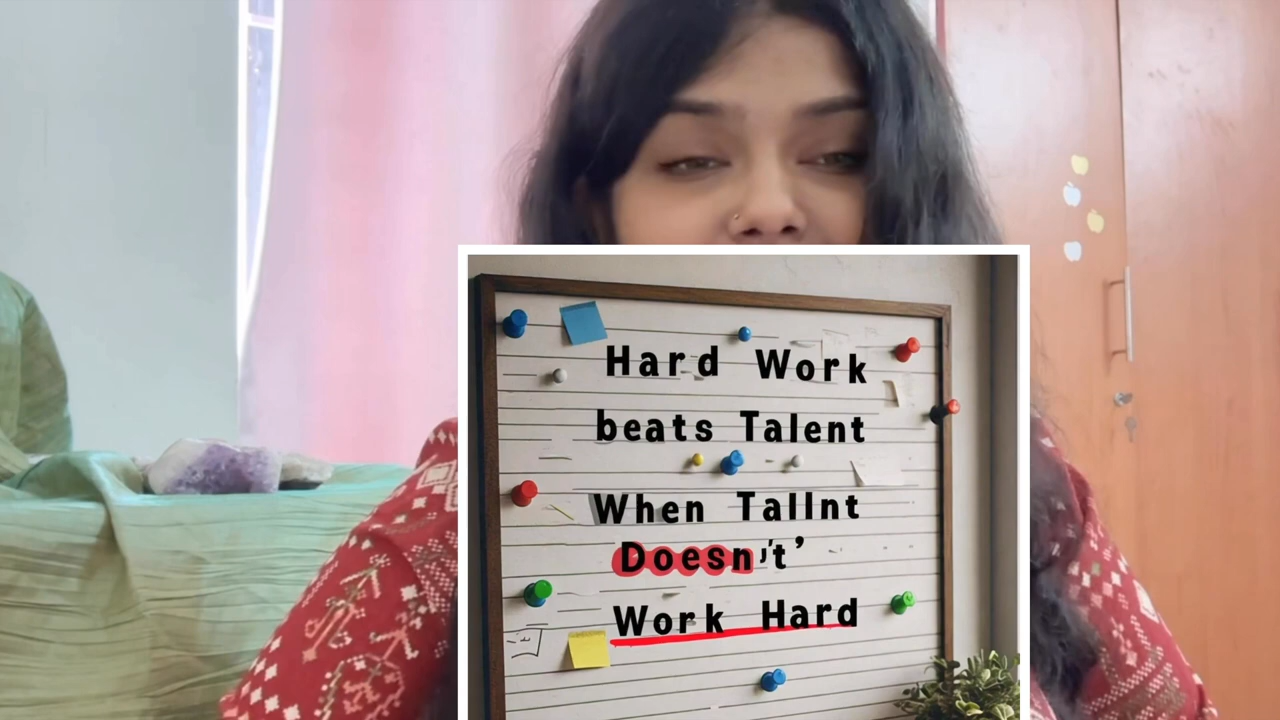 Hard Work
beats Talent
When Tallnt
Doesn’'t’
Work Hard